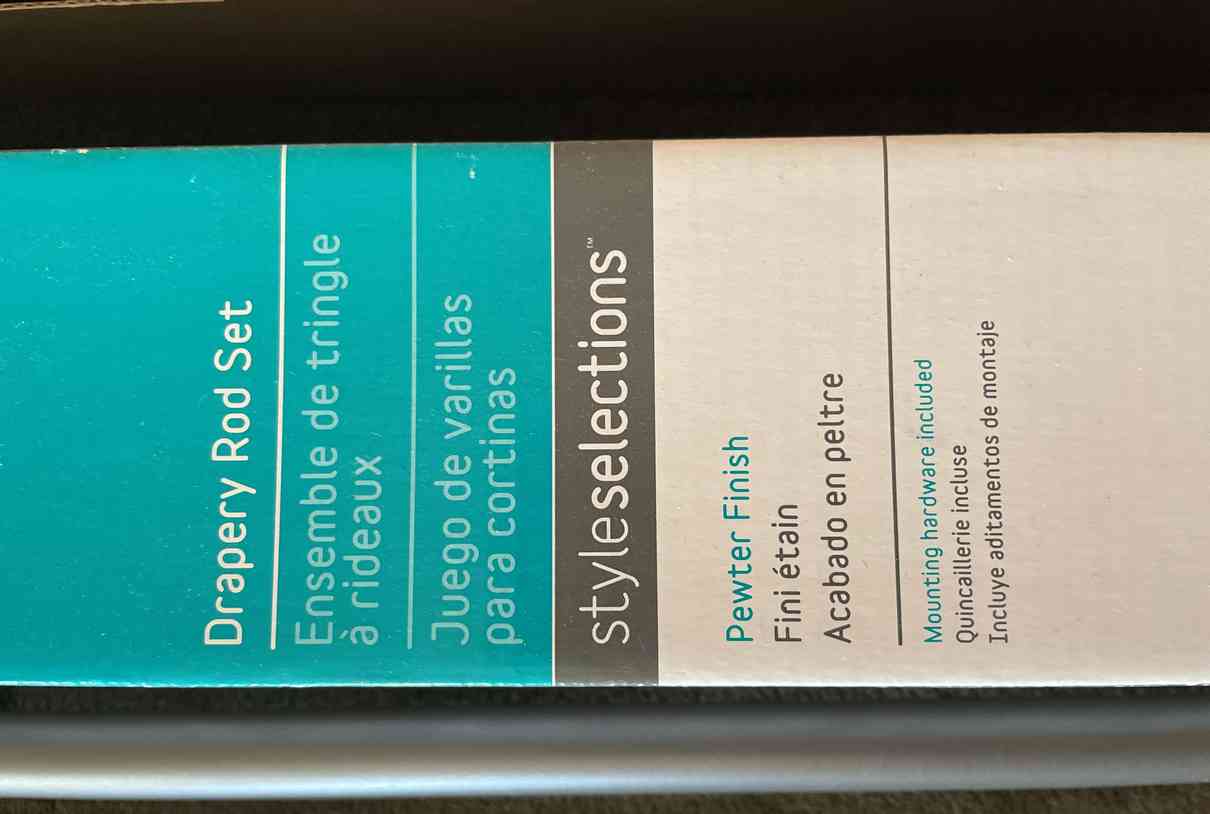 Drapery Rod Set
Ensemble de tringle
à rideaux
Juego de varillas
para cortinas
styleselections™
Pewter Finish
Fini étain
Acabado en peltre
Mounting hardware included
Quincaillerie incluse
Incluye aditamentos de montaje